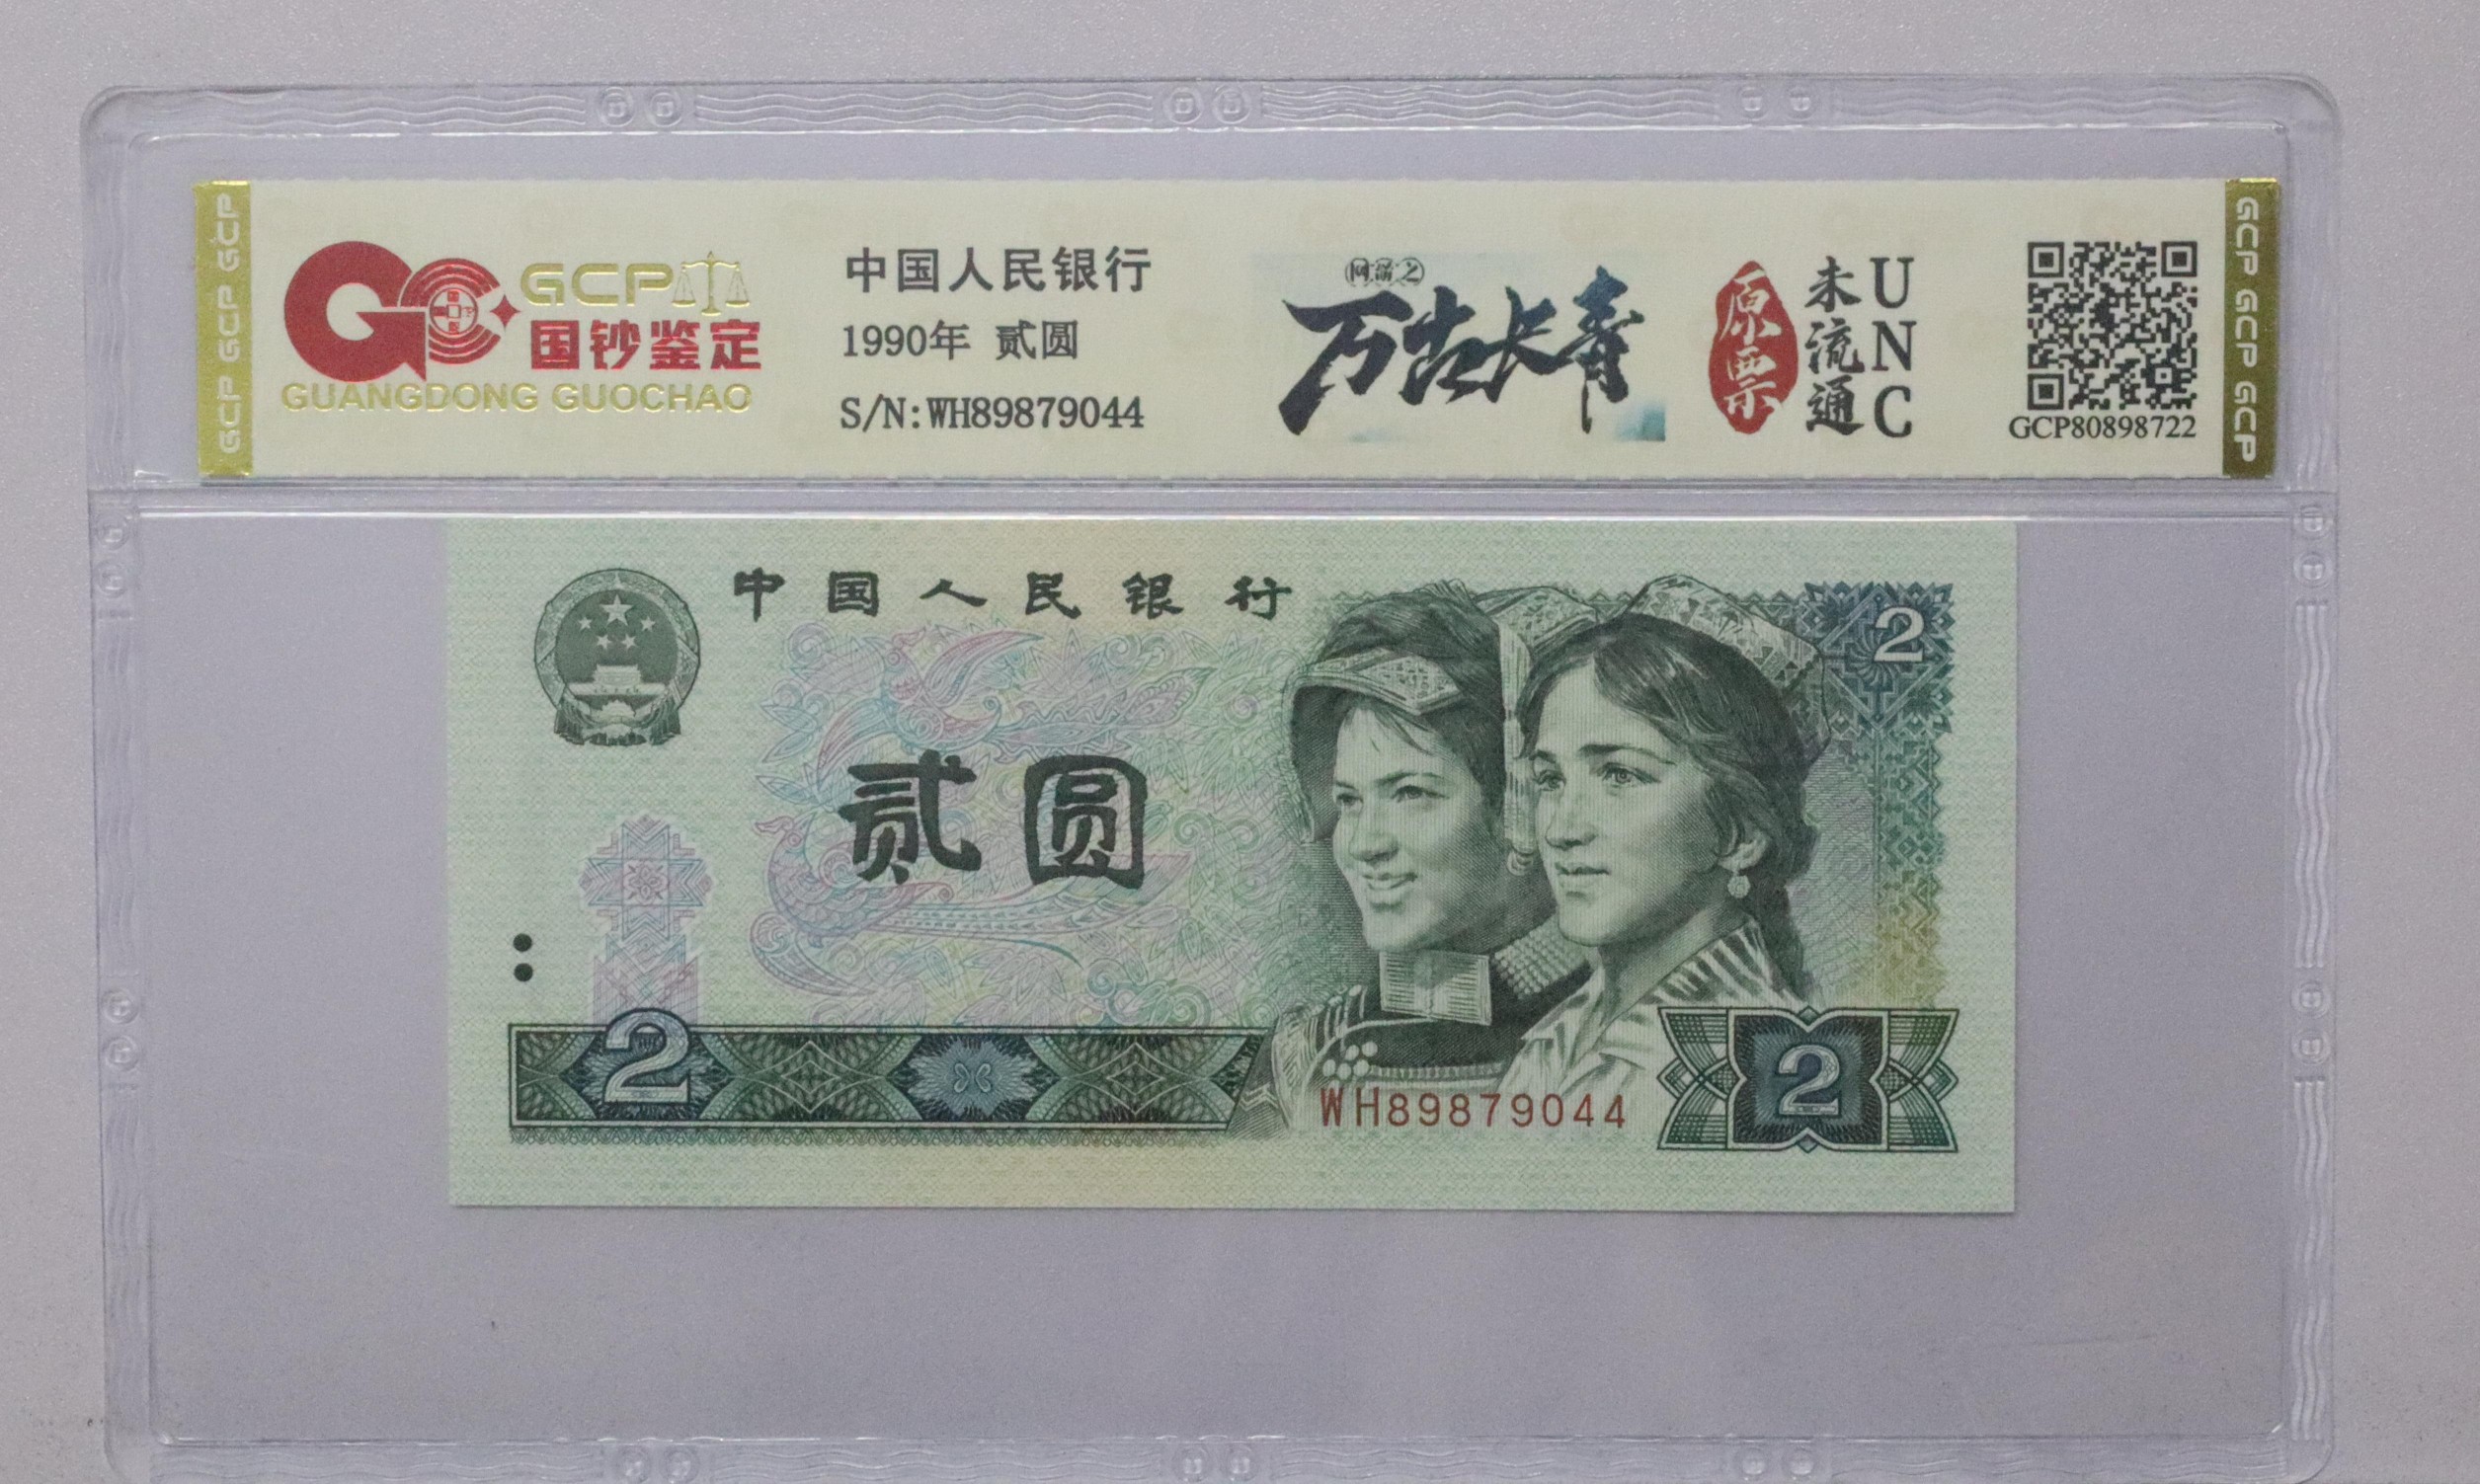 GCP GCP GCP
GCP
国钞鉴定
GUANGDONG GUOCHAO
中国人民银行
1990年 贰圆
S/N:WH89879044
万古长青
原票
未流通
UNC
GCP80898722
GCP GCP GCP
中国人民银行
2
贰圆
2
WH89879044
2